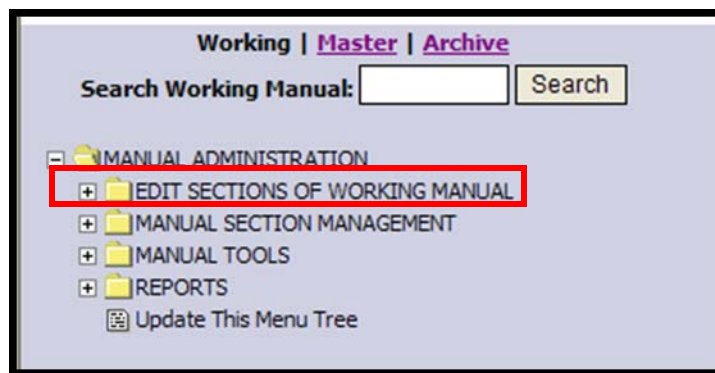 Working | Master | Archive
Search Working Manual: Search
MANUAL ADMINISTRATION
EDIT SECTIONS OF WORKING MANUAL
MANUAL SECTION MANAGEMENT
MANUAL TOOLS
REPORTS
Update This Menu Tree